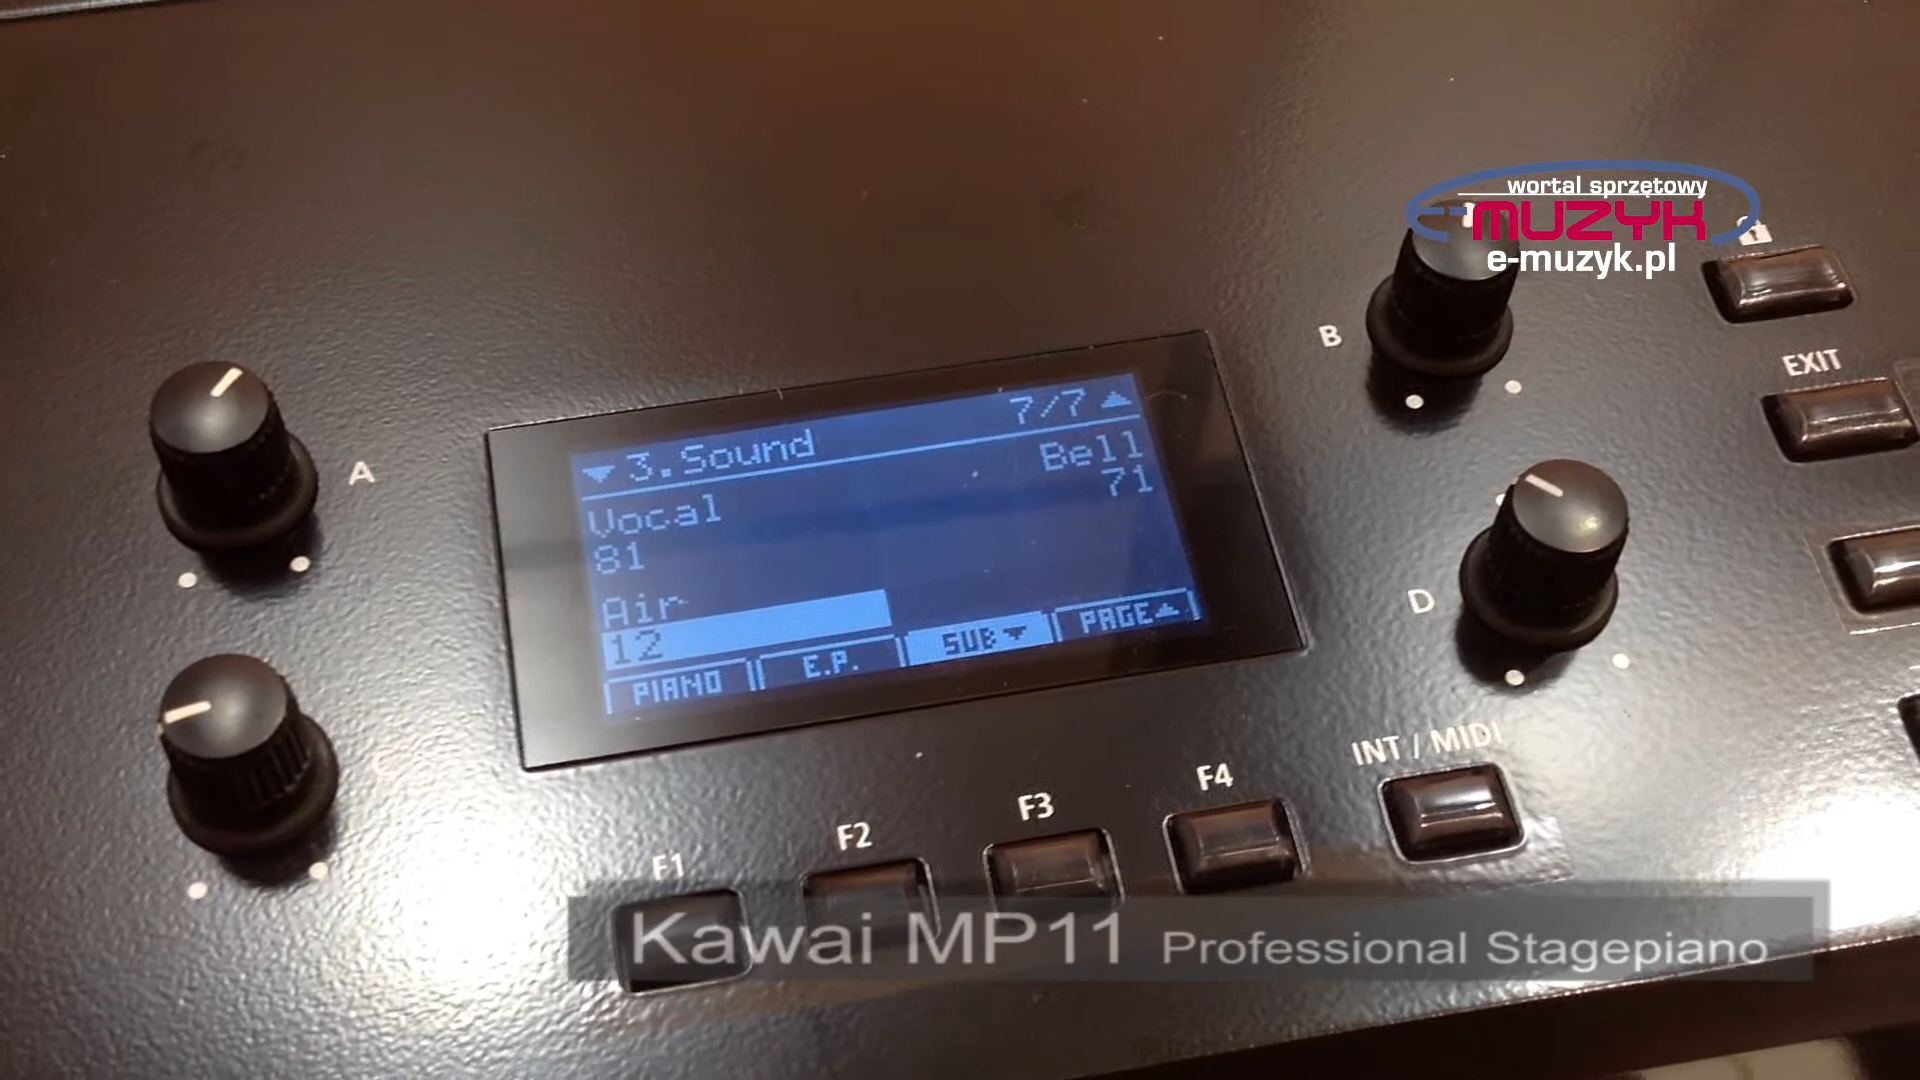 wortal sprzętowy
e-MUZYK
e-muzyk.pl
B
EXIT
A
▼3.Sound 7/7▲
Vocal Bell
81 71
Air
12
PIANO E.P. SUB▼ PAGE▲
D
C
INT / MIDI
F1 F2 F3 F4
Kawai MP11 Professional Stagepiano